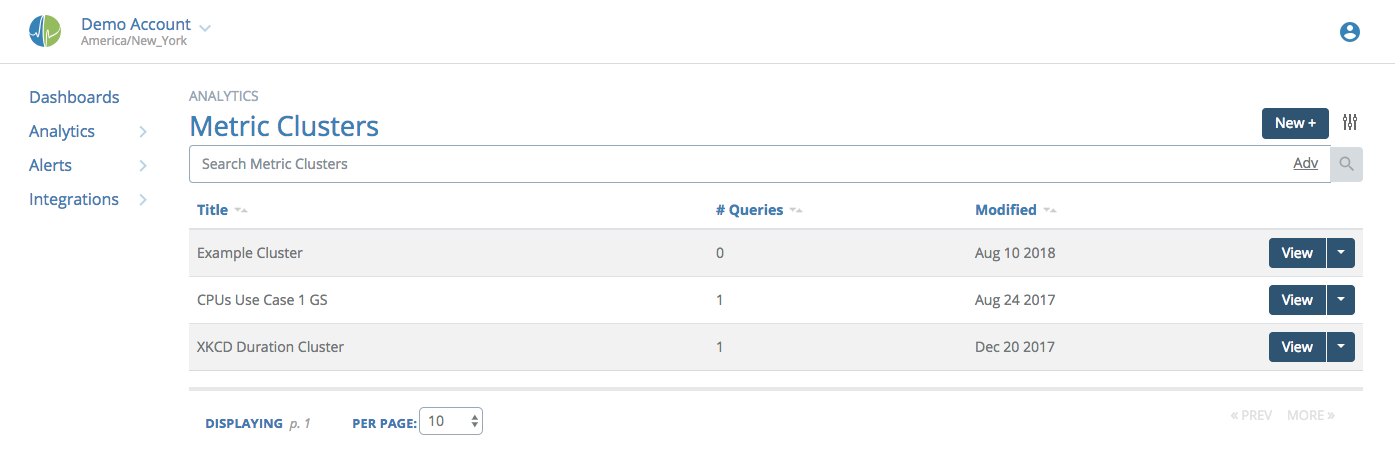 Demo Account
America/New_York
Dashboards
Analytics
Alerts
Integrations
ANALYTICS
Metric Clusters
New +
Search Metric Clusters Adv
Title # Queries Modified
Example Cluster 0 Aug 10 2018 View
CPUs Use Case 1 GS 1 Aug 24 2017 View
XKCD Duration Cluster 1 Dec 20 2017 View
DISPLAYING p. 1 PER PAGE: 10 « PREV MORE »